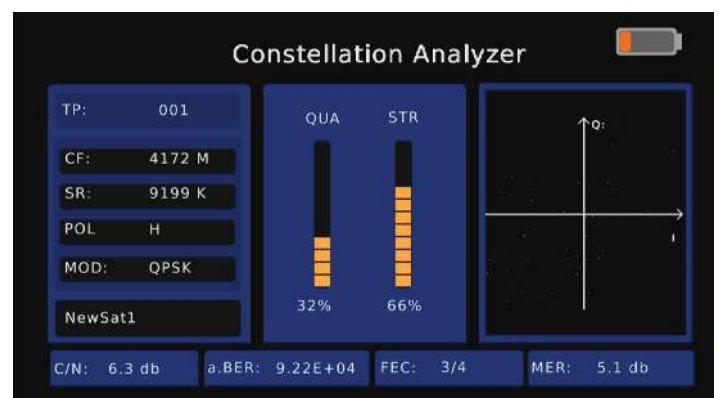 Constellation Analyzer
TP: 001
CF: 4172 M
SR: 9199 K
POL H
MOD: QPSK
NewSat1
QUA STR
32% 66%
Q:
I
C/N: 6.3 db a.BER: 9.22E+04 FEC: 3/4 MER: 5.1 db